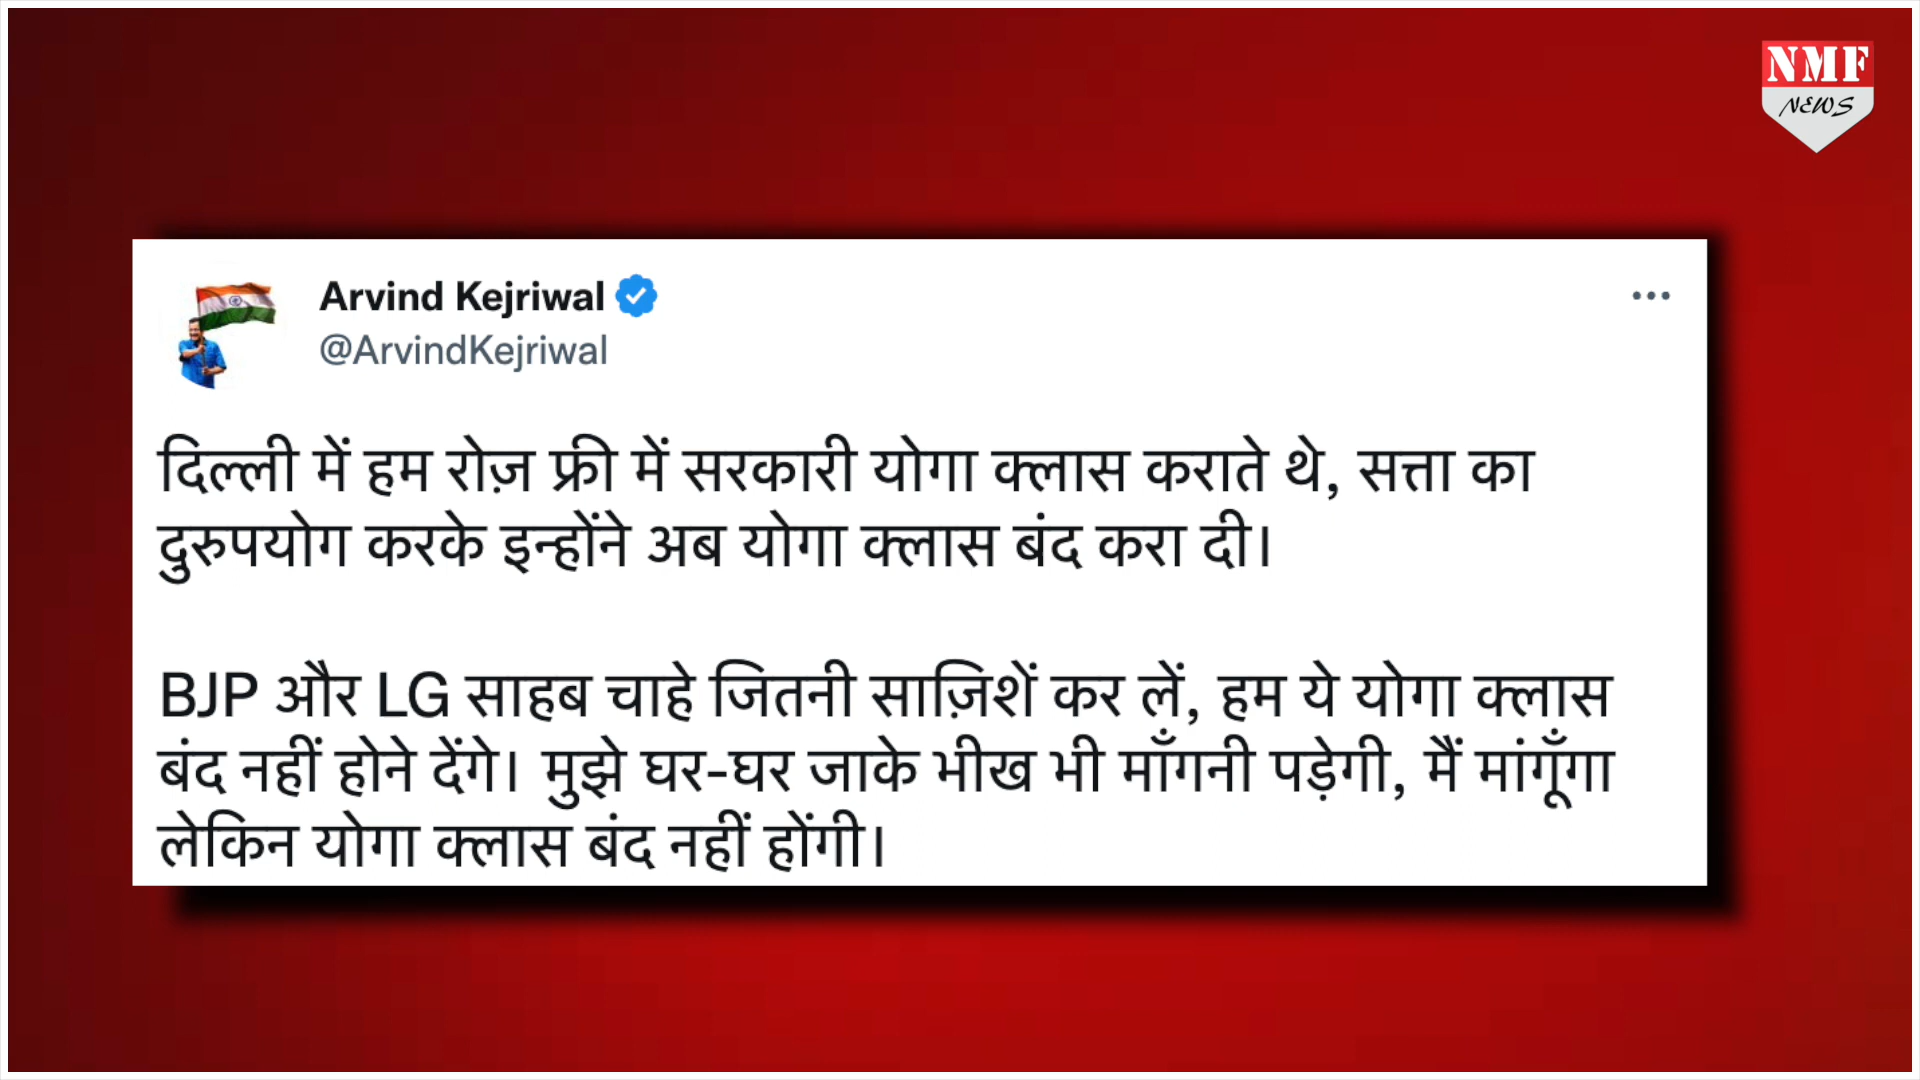 NMF
NEWS
Arvind Kejriwal
@ArvindKejriwal
दिल्ली में हम रोज़ फ्री में सरकारी योगा क्लास कराते थे, सत्ता का
दुरुपयोग करके इन्होंने अब योगा क्लास बंद करा दी।
BJP और LG साहब चाहे जितनी साज़िशें कर लें, हम ये योगा क्लास
बंद नहीं होने देंगे। मुझे घर-घर जाके भीख भी माँगनी पड़ेगी, मैं मांगूँगा
लेकिन योगा क्लास बंद नहीं होंगी।